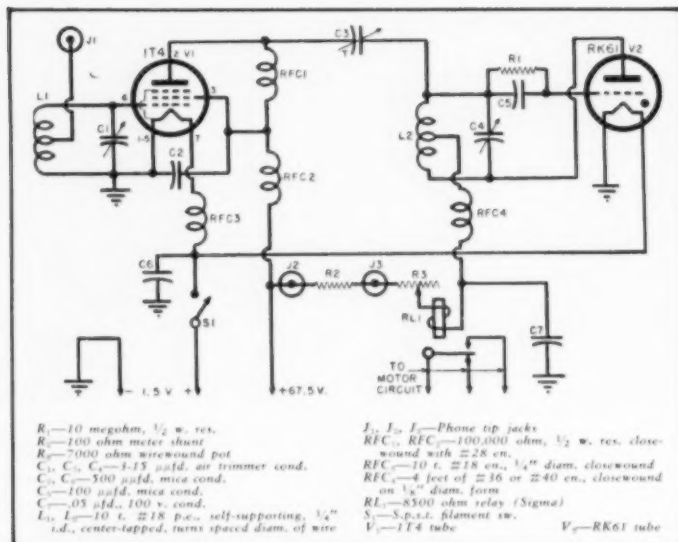 J1
1T4
2 V1
C3
RK61
V2
RFC1
R1
C5
L1
6
3
C1
L2
C4
1-5
7
C2
RFC2
RFC3
RFC4
C6
J2
R2
J3
R3
S1
RL1
C7
TO
MOTOR
CIRCUIT
- 1.5 V. +
+67.5 V.
R1—10 megohm, 1/2 w. res.
R2—100 ohm meter shunt
R3—7000 ohm wirewound pot
C1, C3, C4—3-15 μμfd. air trimmer cond.
C2, C6—500 μμfd. mica cond.
C5—100 μμfd. mica cond.
C7—.05 μfd., 100 v. cond.
L1, L2—10 t. #18 p.e., self-supporting, 1/4"
i.d., center-tapped, turns spaced diam. of wire
J1, J2, J3—Phone tip jacks
RFC1, RFC2—100,000 ohm, 1/2 w. res. close-
wound with #28 en.
RFC3—10 t. #18 en., 1/4" diam. closewound
RFC4—4 feet of #36 or #40 en., closewound
on 1/8" diam. form
RL1—8500 ohm relay (Sigma)
S1—S.p.s.t. filament sw.
V1—1T4 tube
V2—RK61 tube